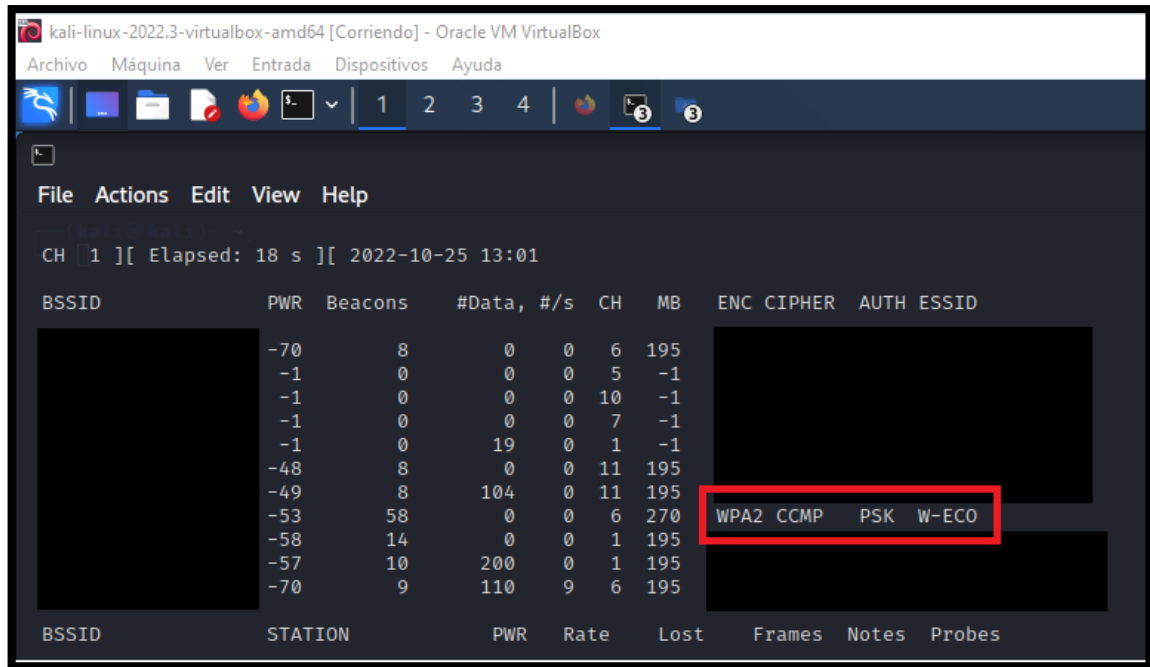 kali-linux-2022.3-virtualbox-amd64 [Corriendo] - Oracle VM VirtualBox
Archivo Máquina Ver Entrada Dispositivos Ayuda
1 2 3 4 3 3
File Actions Edit View Help
CH 1 ][ Elapsed: 18 s ][ 2022-10-25 13:01
BSSID PWR Beacons #Data, #/s CH MB ENC CIPHER AUTH ESSID
-70 8 0 0 6 195
-1 0 0 0 5 -1
-1 0 0 0 10 -1
-1 0 0 0 7 -1
-1 0 19 0 1 -1
-48 8 0 0 11 195
-49 8 104 0 11 195
-53 58 0 0 6 270 WPA2 CCMP PSK W-ECO
-58 14 0 0 1 195
-57 10 200 0 1 195
-70 9 110 9 6 195
BSSID STATION PWR Rate Lost Frames Notes Probes